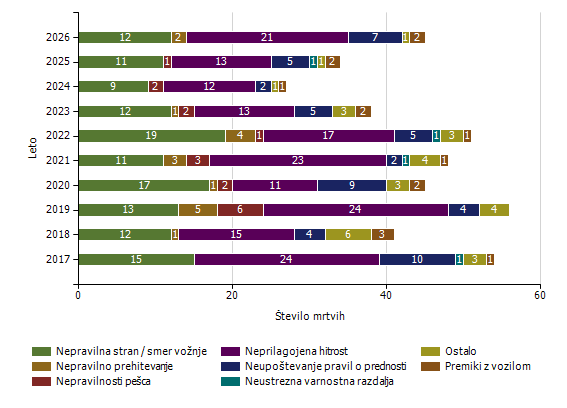 2026 12 2 21 7 1 2
2025 11 1 13 5 1 1 2
2024 9 2 12 2 1 1
2023 12 1 2 13 5 3 2
2022 19 4 1 17 5 1 3 1
2021 11 3 3 23 2 1 4 1
2020 17 1 2 11 9 3 2
2019 13 5 6 24 4 4
2018 12 1 15 4 6 3
2017 15 24 10 1 3 1
Leto
0 20 40 60
Število mrtvih
Nepravilna stran / smer vožnje Neprilagojena hitrost Ostalo
Nepravilno prehitevanje Neupoštevanje pravil o prednosti Premiki z vozilom
Nepravilnosti pešca Neustrezna varnostna razdalja